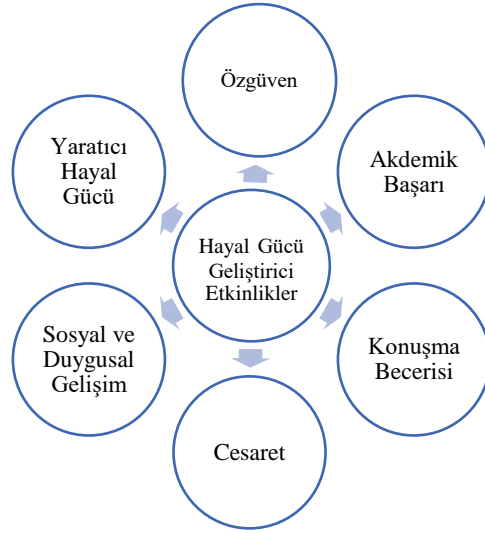 Özgüven
Yaratıcı
Hayal
Gücü
Akdemik
Başarı
Hayal Gücü
Geliştirici
Etkinlikler
Sosyal ve
Duygusal
Gelişim
Konuşma
Becerisi
Cesaret